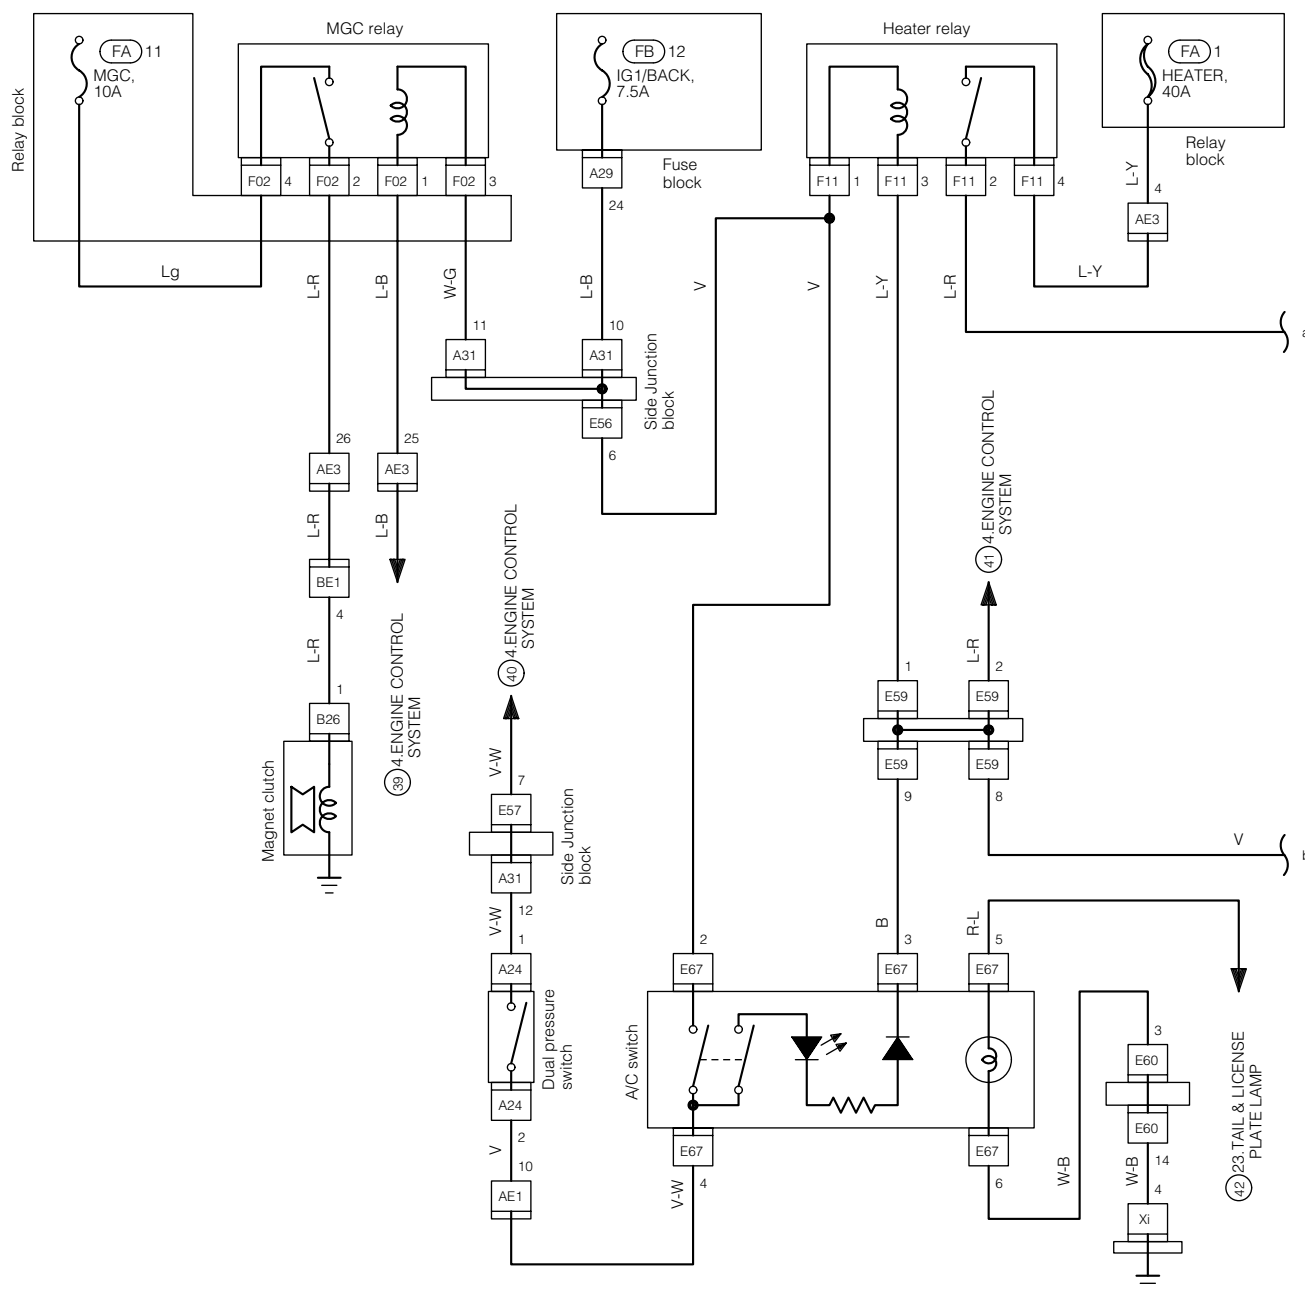 MGC relay
Heater relay
FA 11
MGC,
10A
FB 12
IG1/BACK,
7.5A
FA 1
HEATER,
40A
Relay block
Fuse
block
Relay
block
F02 4
F02 2
F02 1
F02 3
A29
24
F11 1
F11 3
F11 2
F11 4
L-Y
4
AE3
Lg
L-R
L-B
W-G
L-B
V
V
L-Y
L-R
L-Y
11
10
A31
A31
Side Junction
block
E56
6
26
25
AE3
AE3
L-R
L-B
BE1
4
L-R
1
B26
Magnet clutch
39 4.ENGINE CONTROL
SYSTEM
40 4.ENGINE CONTROL
SYSTEM
41 4.ENGINE CONTROL
SYSTEM
L-R
1
2
E59
E59
E59
E59
9
8
V
V-W
7
E57
Side Junction
block
A31
12
V-W
1
A24
Dual pressure
switch
A24
2
V
10
AE1
2
B
3
R-L
5
E67
E67
E67
A/C switch
E67
E67
4
V-W
6
W-B
3
E60
E60
14
W-B
4
Xi
42 23.TAIL & LICENSE
PLATE LAMP